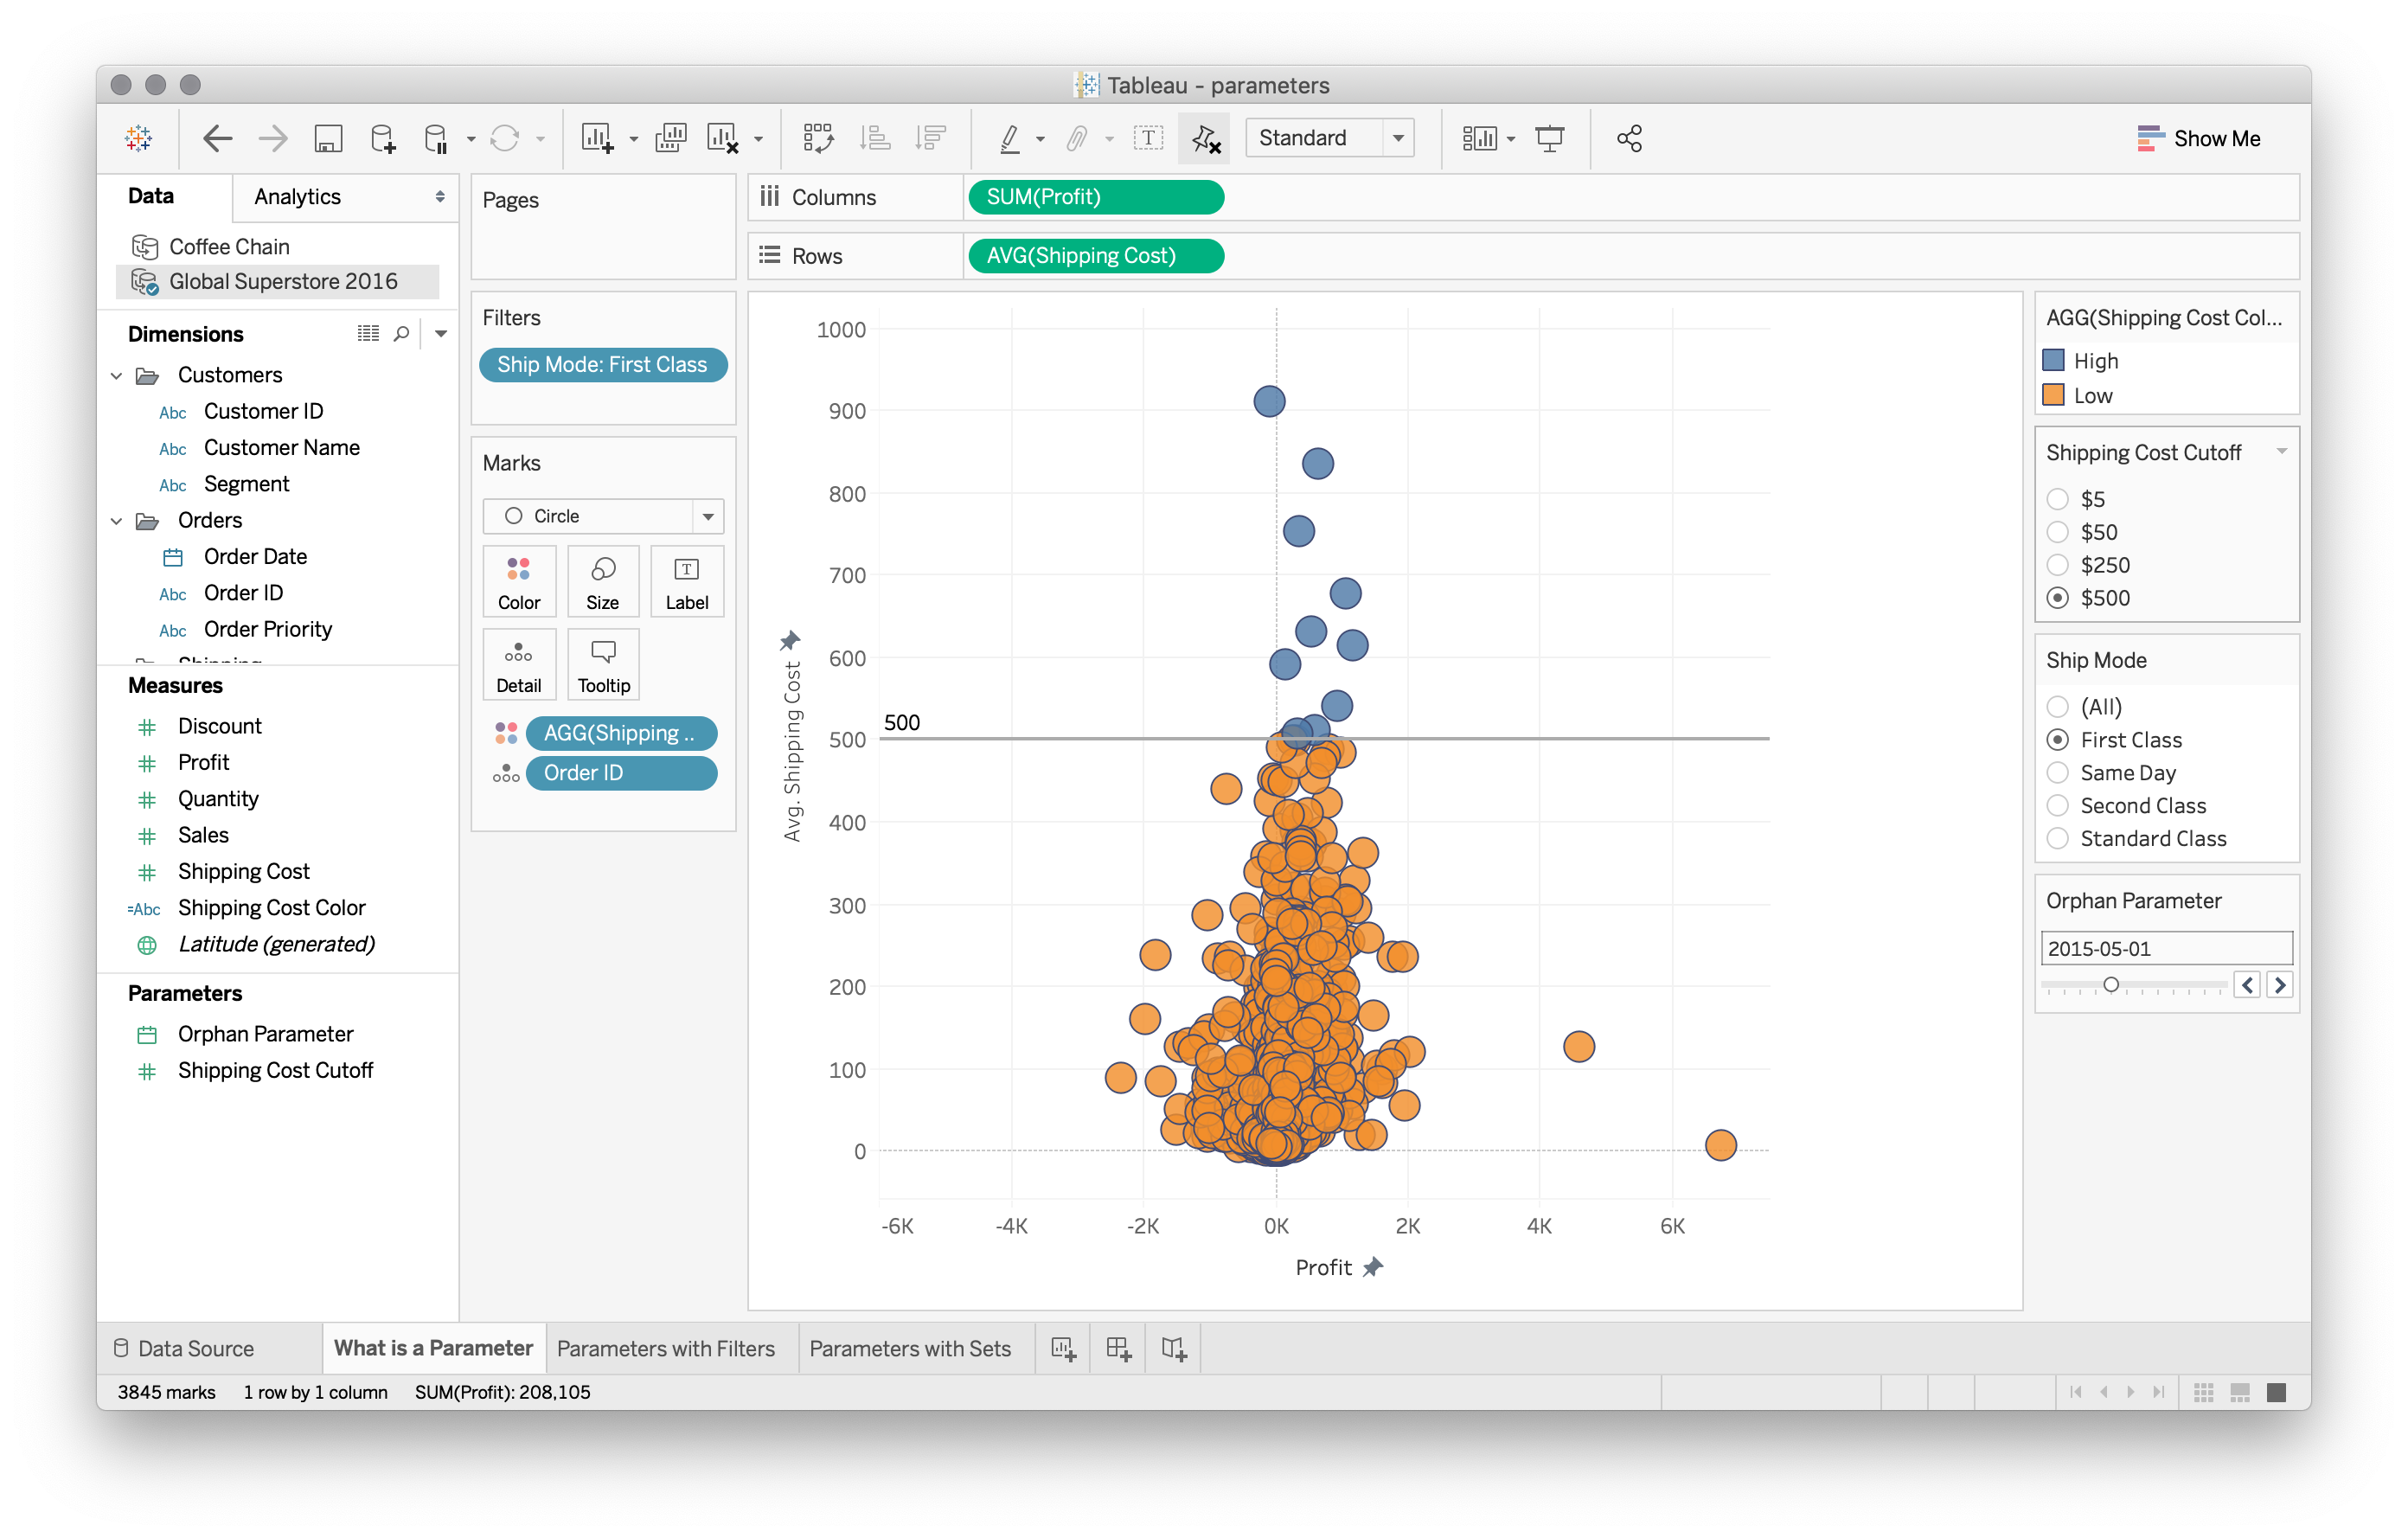 Tableau - parameters
Standard
Show Me
Data
Analytics
Coffee Chain
Global Superstore 2016
Dimensions
Customers
Abc Customer ID
Abc Customer Name
Abc Segment
Orders
Order Date
Abc Order ID
Abc Order Priority
Shipping
Measures
Discount
Profit
Quantity
Sales
Shipping Cost
=Abc Shipping Cost Color
Latitude (generated)
Parameters
Orphan Parameter
Shipping Cost Cutoff
Pages
Filters
Ship Mode: First Class
Marks
Circle
Color
Size
T
Label
Detail
Tooltip
AGG(Shipping ..
Order ID
Columns
SUM(Profit)
Rows
AVG(Shipping Cost)
1000
900
800
700
600
500
500
400
300
200
100
0
Avg. Shipping Cost
-6K
-4K
-2K
0K
2K
4K
6K
Profit
AGG(Shipping Cost Col...
High
Low
Shipping Cost Cutoff
$5
$50
$250
$500
Ship Mode
(All)
First Class
Same Day
Second Class
Standard Class
Orphan Parameter
2015-05-01
Data Source
What is a Parameter
Parameters with Filters
Parameters with Sets
3845 marks
1 row by 1 column
SUM(Profit): 208,105